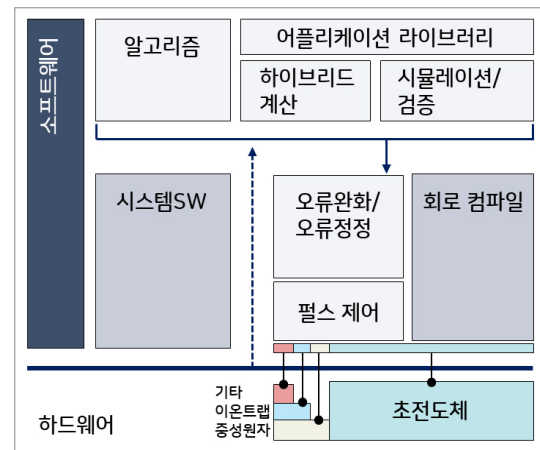 소프트웨어
알고리즘
어플리케이션 라이브러리
하이브리드
계산
시뮬레이션/
검증
시스템SW
오류완화/
오류정정
회로 컴파일
펄스 제어
하드웨어
기타
이온트랩
중성원자
초전도체